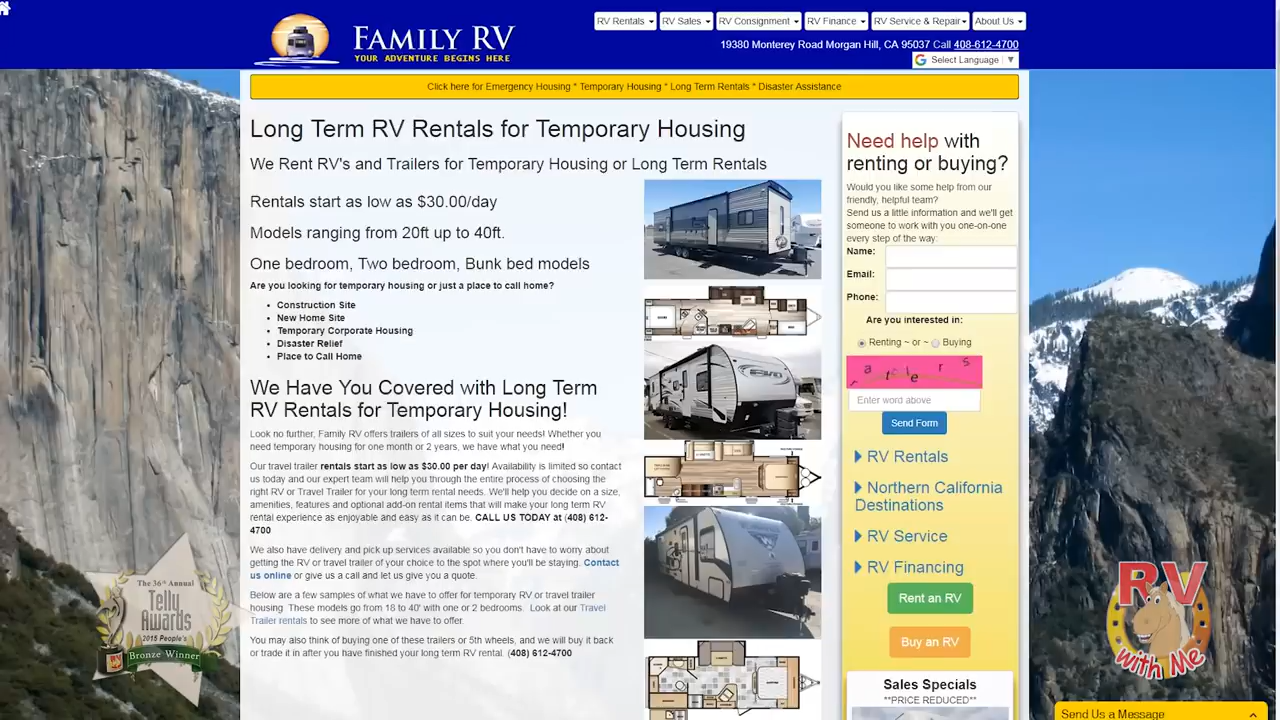 RV Rentals
RV Sales
RV Consignment
RV Finance
RV Service & Repair
About Us
FAMILY RV
YOUR ADVENTURE BEGINS HERE
19380 Monterey Road Morgan Hill, CA 95037 Call 408-612-4700
Select Language
Click here for Emergency Housing * Temporary Housing * Long Term Rentals * Disaster Assistance
Long Term RV Rentals for Temporary Housing
We Rent RV's and Trailers for Temporary Housing or Long Term Rentals
Rentals start as low as $30.00/day
Models ranging from 20ft up to 40ft.
One bedroom, Two bedroom, Bunk bed models
Are you looking for temporary housing or just a place to call home?
Construction Site
New Home Site
Temporary Corporate Housing
Disaster Relief
Place to Call Home
We Have You Covered with Long Term
RV Rentals for Temporary Housing!
Look no further, Family RV offers trailers of all sizes to suit your needs! Whether you
need temporary housing for one month or 2 years, we have what you need!
Our travel trailer rentals start as low as $30.00 per day! Availability is limited so contact
us today and our expert team will help you through the entire process of choosing the
right RV or Travel Trailer for your long term rental needs. We'll help you decide on a size,
amenities, features and optional add-on rental items that will make your long term RV
rental experience as enjoyable and easy as it can be. CALL US TODAY at (408) 612-
4700
We also have delivery and pick up services available so you don't have to worry about
getting the RV or travel trailer of your choice to the spot where you'll be staying. Contact
us online or give us a call and let us give you a quote.
Below are a few samples of what we have to offer for temporary RV or travel trailer
housing These models go from 18 to 40' with one or 2 bedrooms. Look at our Travel
Trailer rentals to see more of what we have to offer.
You may also think of buying one of these trailers or 5th wheels, and we will buy it back
or trade it in after you have finished your long term RV rental. (408) 612-4700
Need help with
renting or buying?
Would you like some help from our
friendly, helpful team?
Send us a little information and we'll get
someone to work with you one-on-one
every step of the way:
Name:
Email:
Phone:
Are you interested in:
Renting ~ or ~ Buying
Enter word above
Send Form
RV Rentals
Northern California
Destinations
RV Service
RV Financing
Rent an RV
Buy an RV
Sales Specials
**PRICE REDUCED**
The 36th Annual
Telly
Awards
2015 People's
Bronze Winner
RV
with Me
Send Us a Message